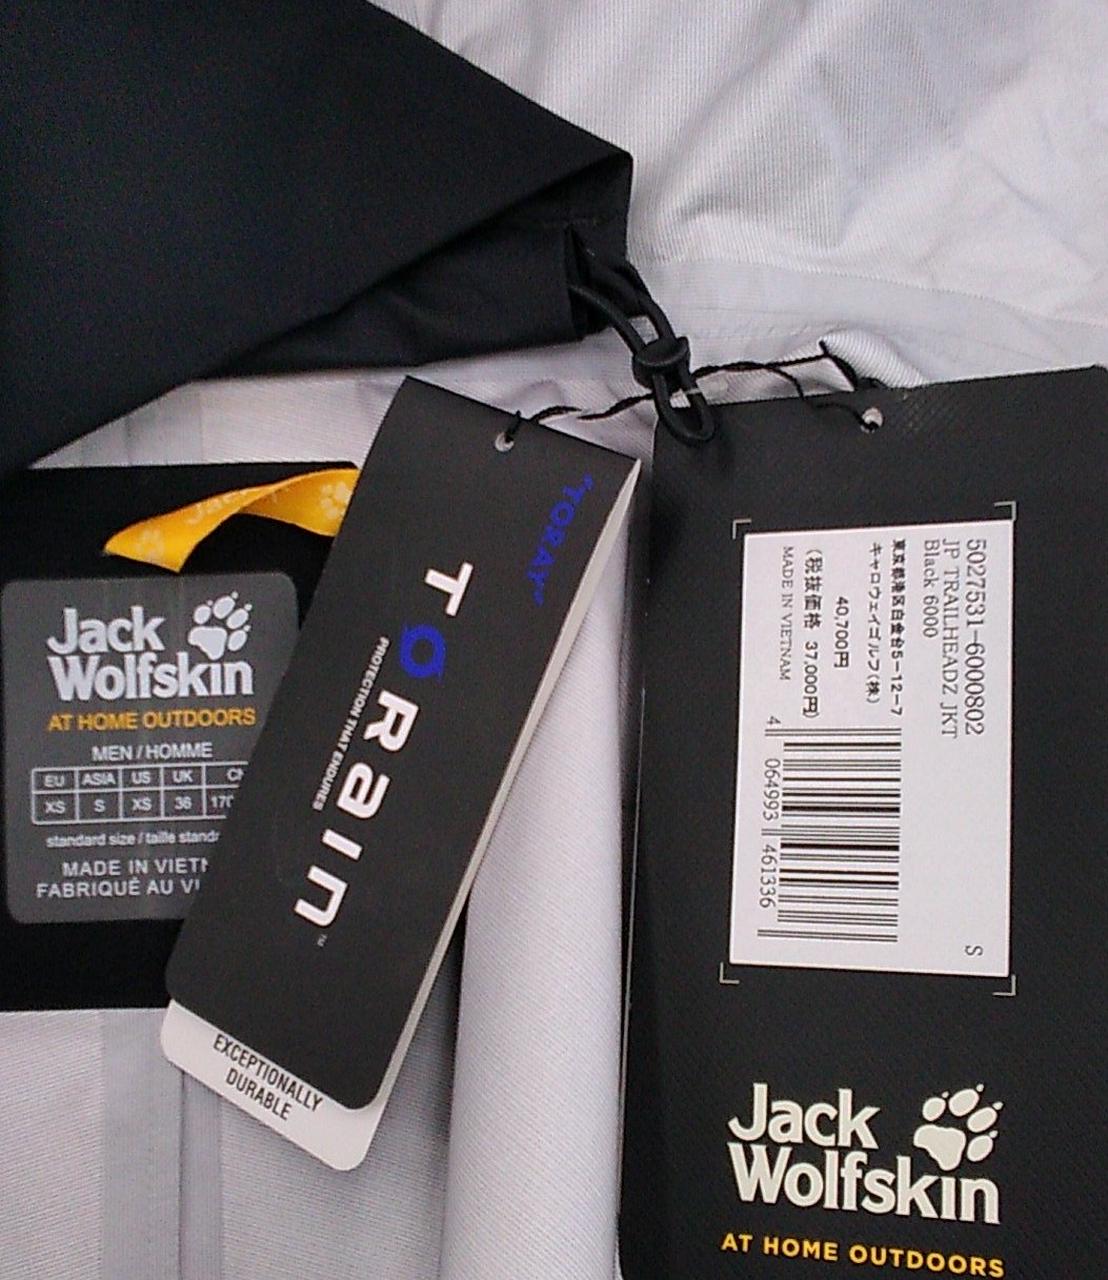 Jack
Wolfskin
AT HOME OUTDOORS
MEN / HOMME
EU ASIA US UK
XS S XS 36 170
standard size / taille
MADE IN
FABRIQUÉ AU
"TORAY"
TORAIN™
PROTECTION THAT ENDURES
EXCEPTIONALLY
DURABLE
5027531-6000802
JP TRAILHEADZ JKT
Black 6000
東京都港区白金台5-12-7
キャロウェイゴルフ(株)
40,700円
(税抜価格 37,000円)
MADE IN VIETNAM
4 064993 461336
S
Jack
Wolfskin
AT HOME OUTDOORS